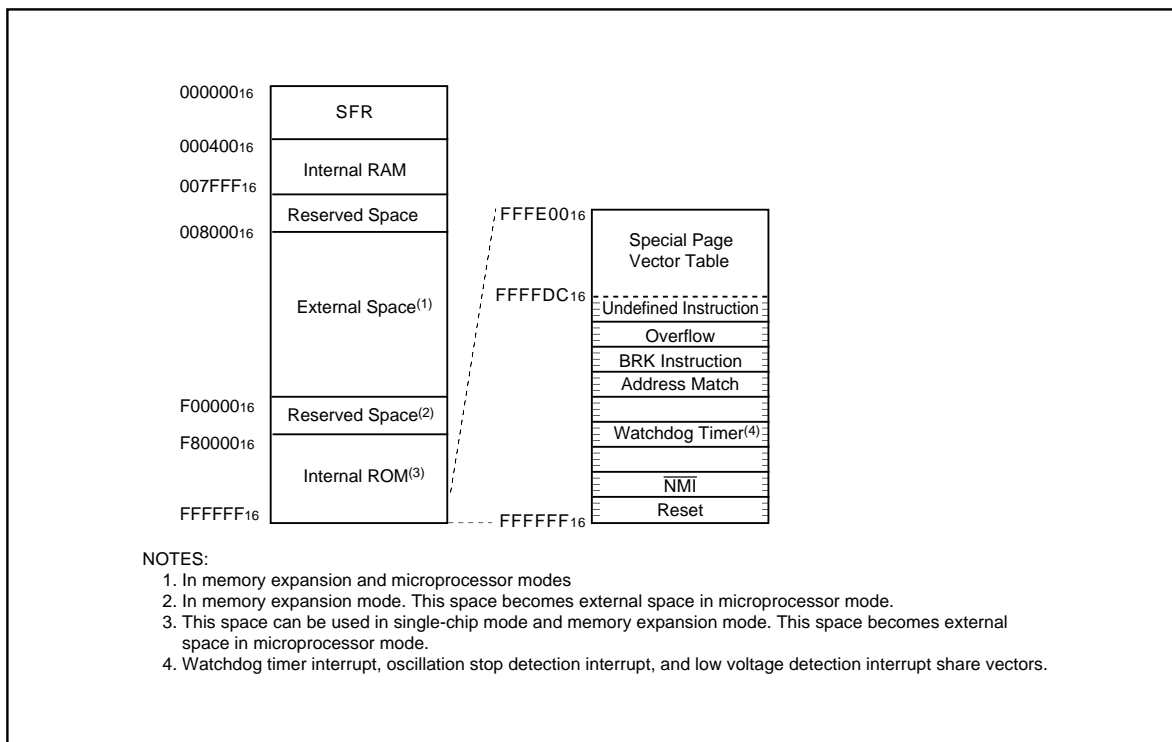 00000016
SFR
00040016
Internal RAM
007FFF16
Reserved Space
00800016
External Space(1)
F0000016
Reserved Space(2)
F8000016
Internal ROM(3)
FFFFFF16
FFFE0016
Special Page
Vector Table
FFFFDC16
Undefined Instruction
Overflow
BRK Instruction
Address Match
Watchdog Timer(4)
NMI
Reset
FFFFFF16
NOTES:
1. In memory expansion and microprocessor modes
2. In memory expansion mode. This space becomes external space in microprocessor mode.
3. This space can be used in single-chip mode and memory expansion mode. This space becomes external
space in microprocessor mode.
4. Watchdog timer interrupt, oscillation stop detection interrupt, and low voltage detection interrupt share vectors.